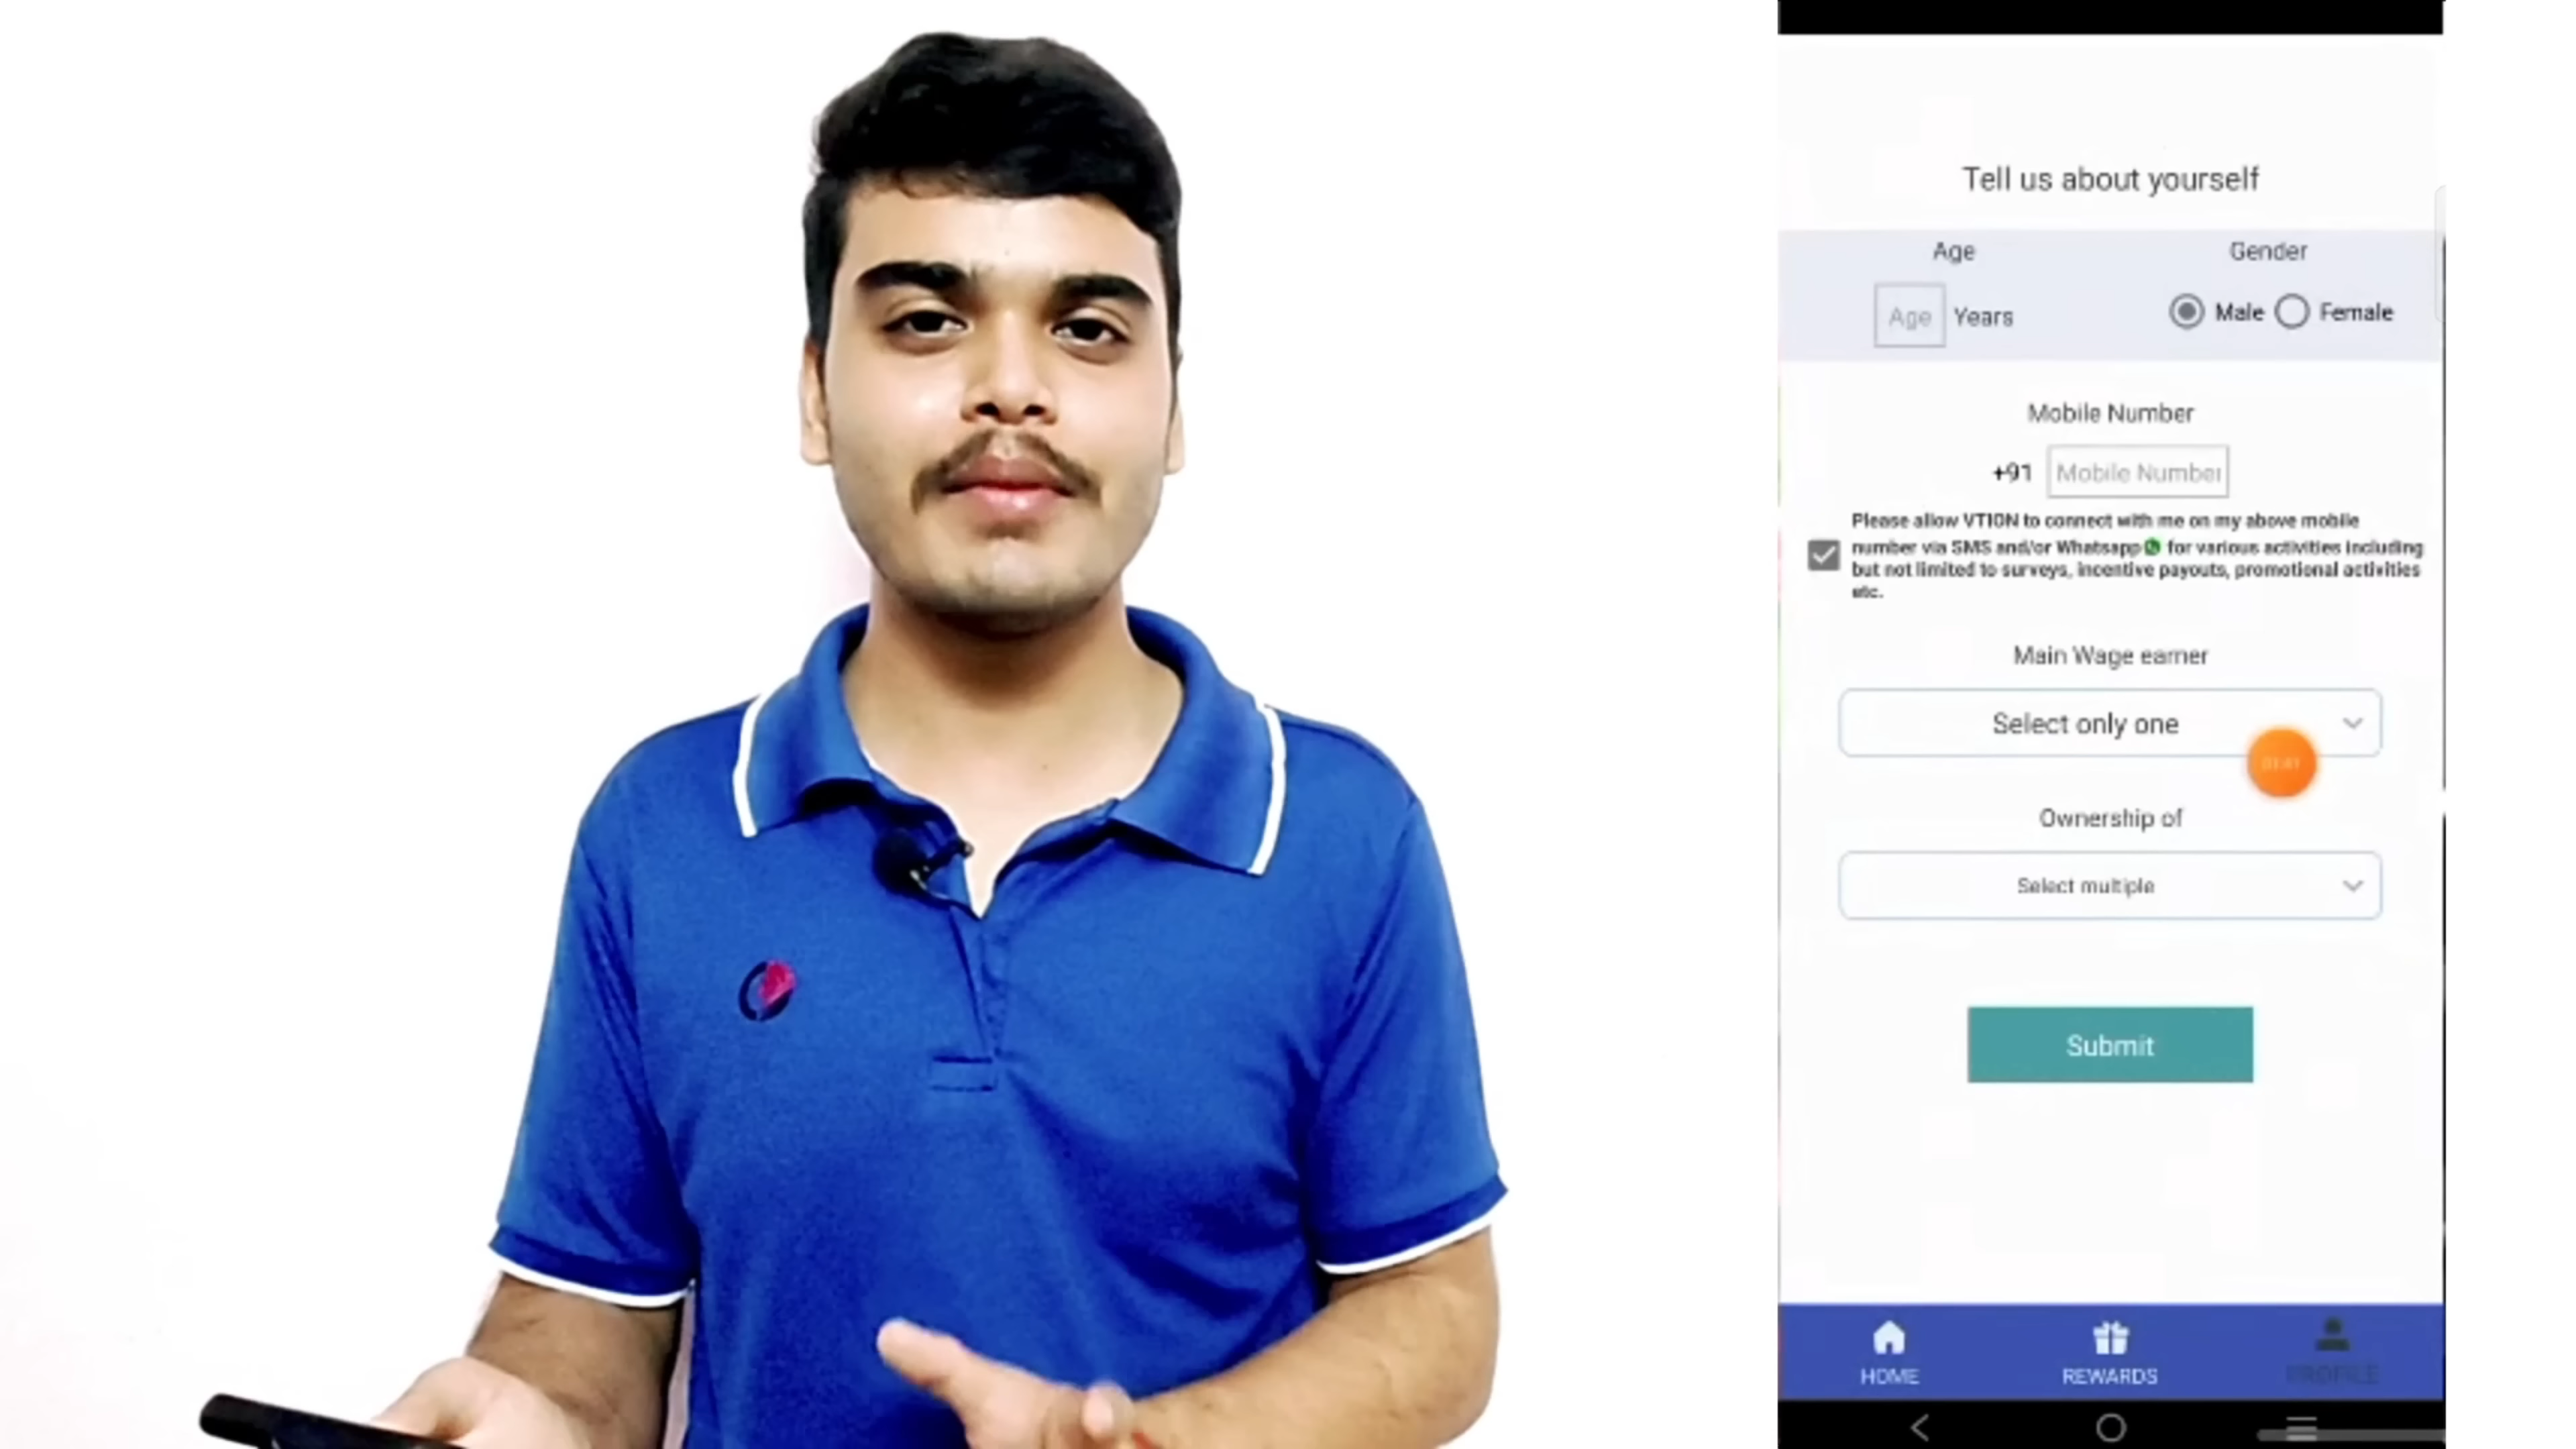 Tell us about yourself
Age
Gender
Age Years
Male Female
Mobile Number
+91 Mobile Number
Please allow VTION to connect with me on my above mobile
number via SMS and/or Whatsapp for various activities including
but not limited to surveys, incentive payouts, promotional activities
etc.
Main Wage earner
Select only one
Ownership of
Select multiple
Submit
HOME
REWARDS
PROFILE